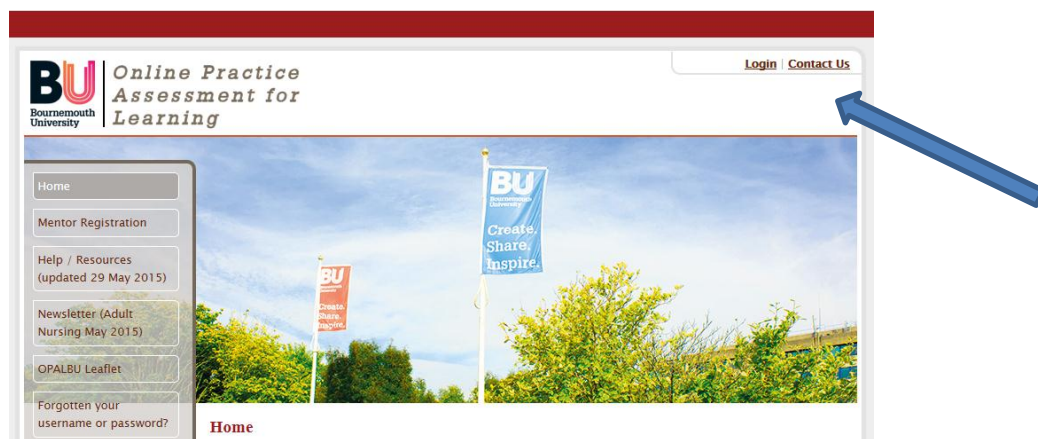 Login | Contact Us
BU
Bournemouth
University
Online Practice
Assessment for
Learning
Home
Mentor Registration
Help / Resources
(updated 29 May 2015)
Newsletter (Adult
Nursing May 2015)
OPALBU Leaflet
Forgotten your
username or password?
BU
Bournemouth
University
Create.
Share.
Inspire.
BU
Create.
Share.
Inspire.
Home